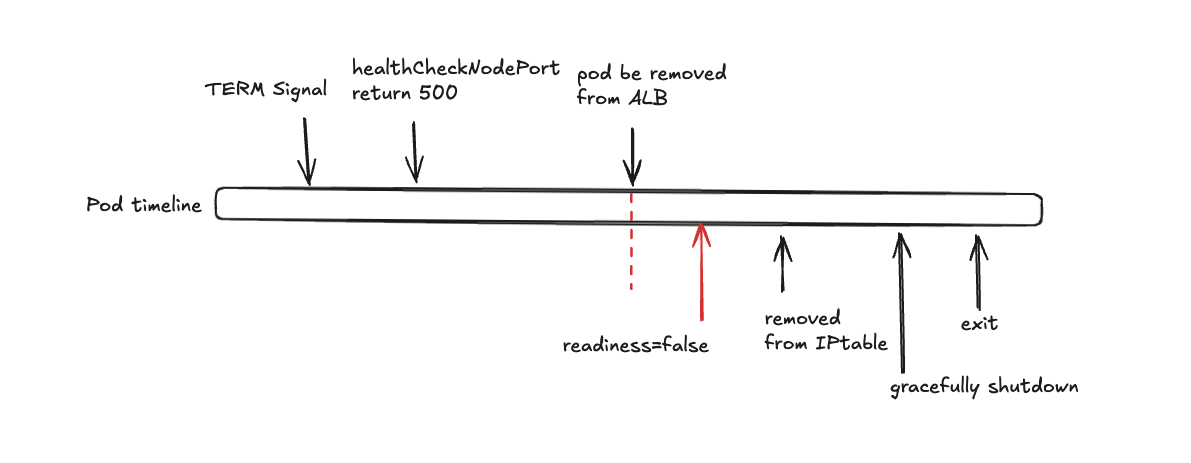 TERM Signal
healthCheckNodePort
return 500
pod be removed
from ALB
Pod timeline
readiness=false
removed
from IPtable
exit
gracefully shutdown